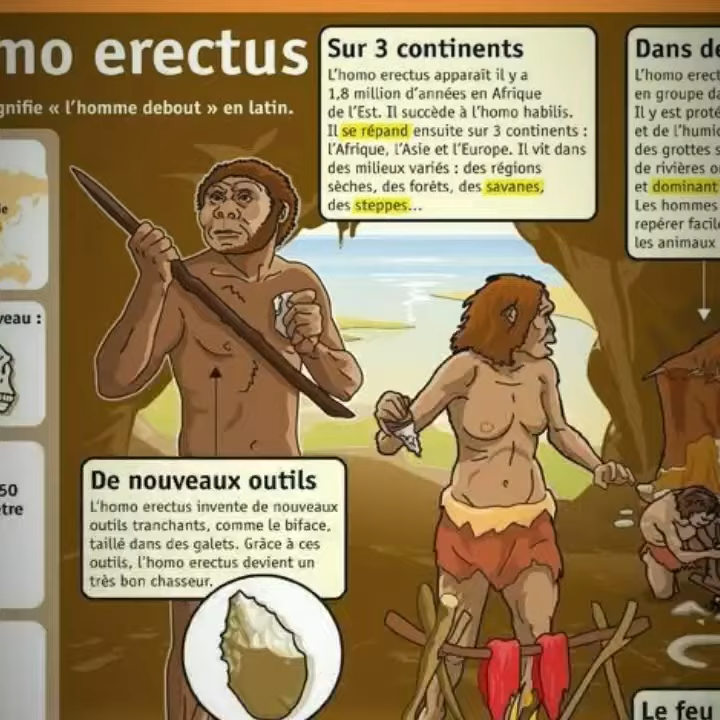 mo erectus
gnifie « l'homme debout » en latin.
Sur 3 continents
L'homo erectus apparaît il y a
1,8 million d'années en Afrique
de l'Est. Il succède à l'homo habilis.
Il se répand ensuite sur 3 continents :
l'Afrique, l'Asie et l'Europe. Il vit dans
des milieux variés : des régions
sèches, des forêts, des savanes,
des steppes...
Dans de
L'homo erect
en groupe da
Il y est proté
et de l'humi
des grottes s
de rivières o
et dominant
Les hommes
repérer facile
les animaux
ie
veau :
50
tre
De nouveaux outils
L'homo erectus invente de nouveaux
outils tranchants, comme le biface,
taillé dans des galets. Grâce à ces
outils, l'homo erectus devient un
très bon chasseur.
Le feu